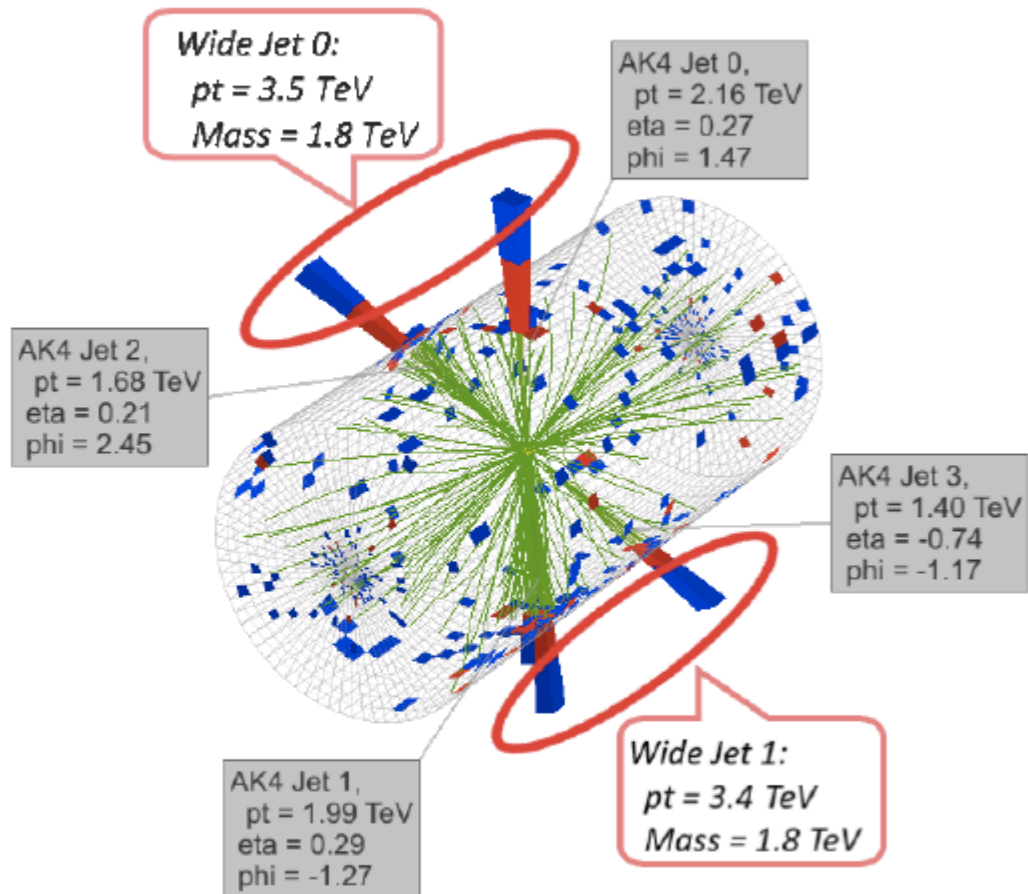 Wide Jet 0:
pt = 3.5 TeV
Mass = 1.8 TeV
AK4 Jet 0,
pt = 2.16 TeV
eta = 0.27
phi = 1.47
AK4 Jet 2,
pt = 1.68 TeV
eta = 0.21
phi = 2.45
AK4 Jet 3,
pt = 1.40 TeV
eta = -0.74
phi = -1.17
AK4 Jet 1,
pt = 1.99 TeV
eta = 0.29
phi = -1.27
Wide Jet 1:
pt = 3.4 TeV
Mass = 1.8 TeV